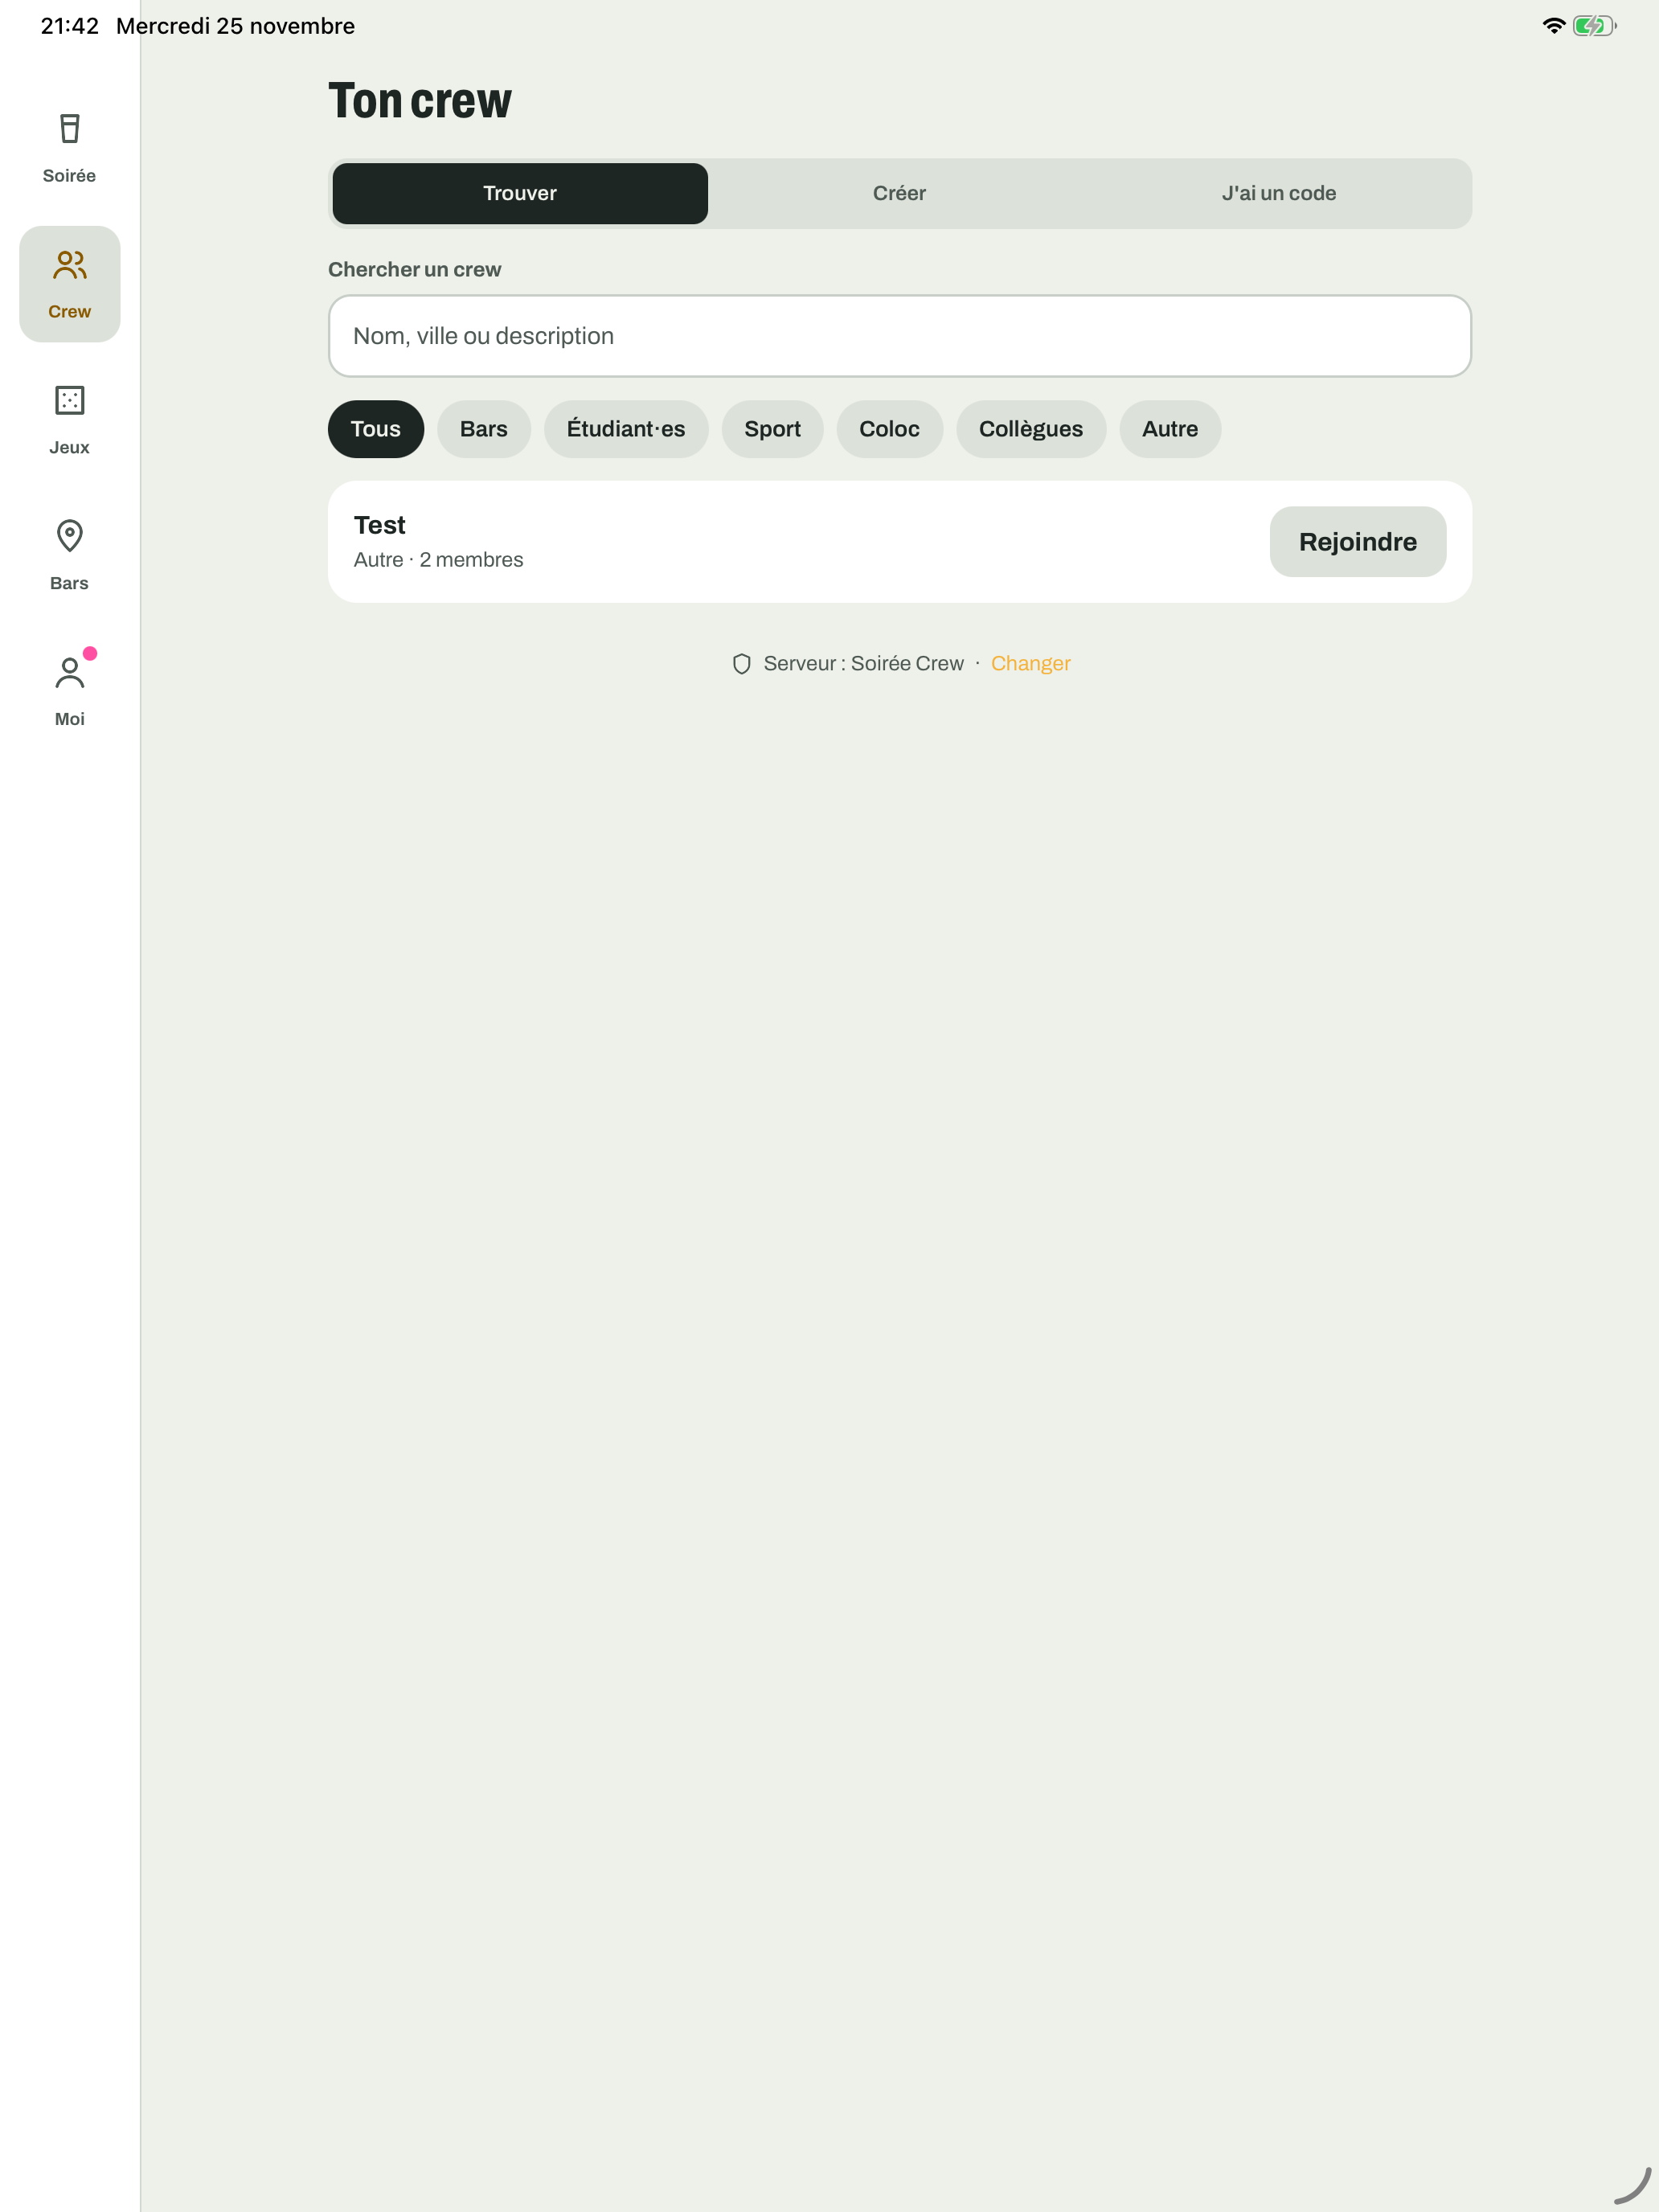 21:42 Mercredi 25 novembre
Soirée
Crew
Jeux
Bars
Moi
Ton crew
Trouver
Créer
J'ai un code
Chercher un crew
Nom, ville ou description
Tous
Bars
Étudiant·es
Sport
Coloc
Collègues
Autre
Test
Autre · 2 membres
Rejoindre
Serveur : Soirée Crew · Changer